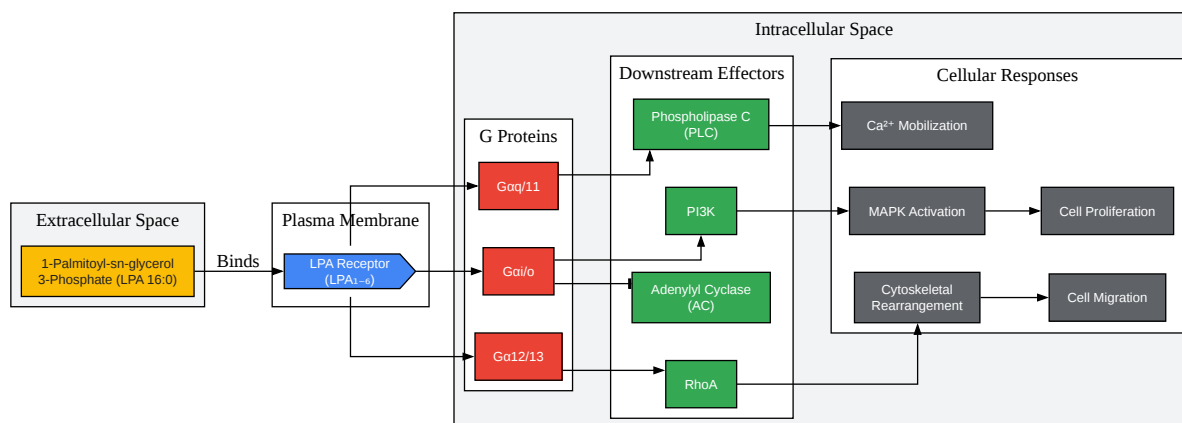 Intracellular Space
Downstream Effectors
Cellular Responses
Phospholipase C
(PLC)
Ca²⁺ Mobilization
G Proteins
Gαq/11
Extracellular Space
Plasma Membrane
PI3K
MAPK Activation
Cell Proliferation
1-Palmitoyl-sn-glycerol
3-Phosphate (LPA 16:0)
Binds
LPA Receptor
(LPA₁₋₆)
Gαi/o
Adenylyl Cyclase
(AC)
Cytoskeletal
Rearrangement
Cell Migration
Gα12/13
RhoA